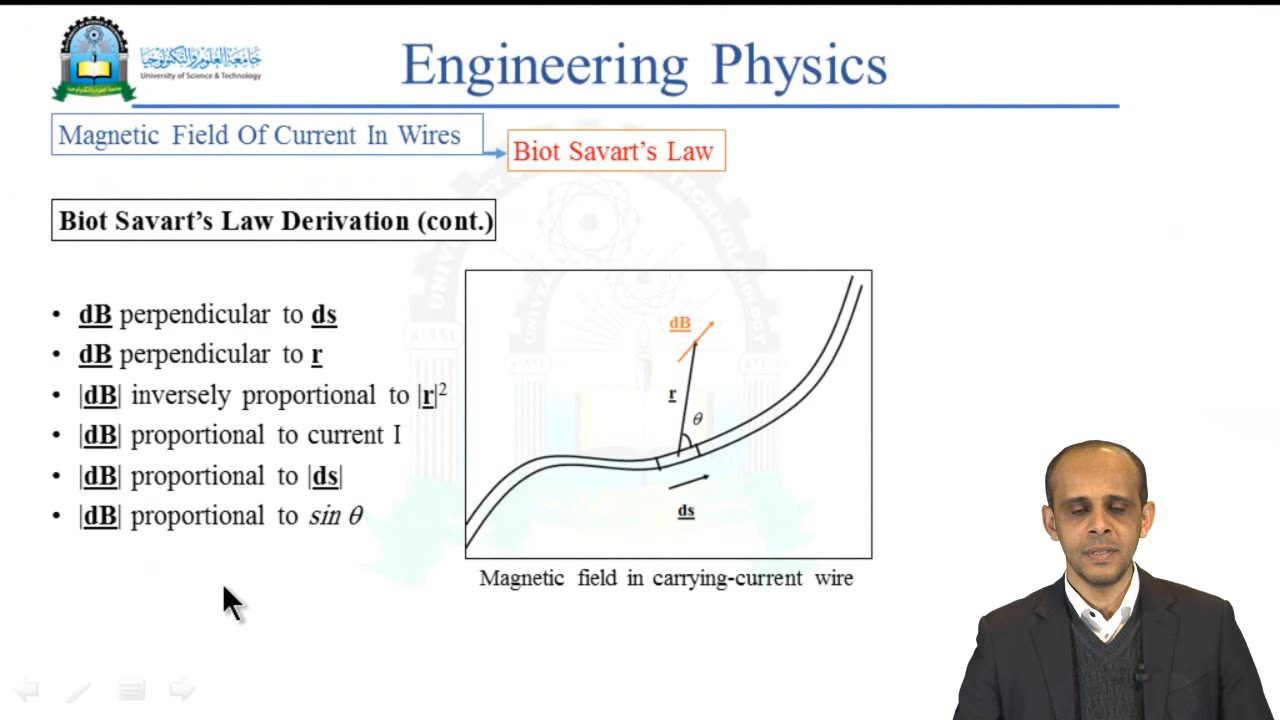 جامعة العلوم والتكنولوجيا
University of Science & Technology
Engineering Physics
Magnetic Field Of Current In Wires
Biot Savart’s Law
Biot Savart’s Law Derivation (cont.)
• dB perpendicular to ds
• dB perpendicular to r
• |dB| inversely proportional to |r|²
• |dB| proportional to current I
• |dB| proportional to |ds|
• |dB| proportional to sin θ
dB
r
θ
ds
Magnetic field in carrying-current wire